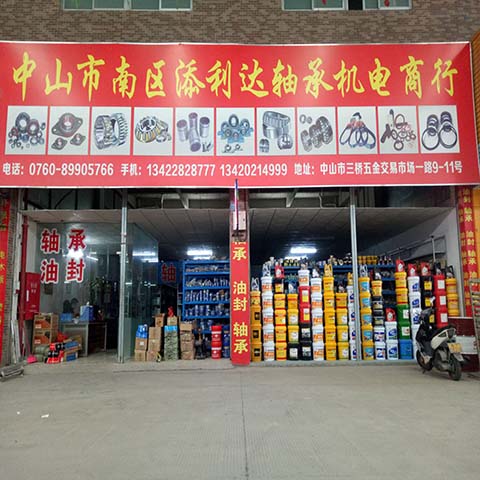 中山市南区添利达轴承机电商行
电话：0760-89905766 手机：13422828777 13420214999 地址：中山市三桥五金交易市场一路9-11号
轴承
油封
轴承 油封 轴承